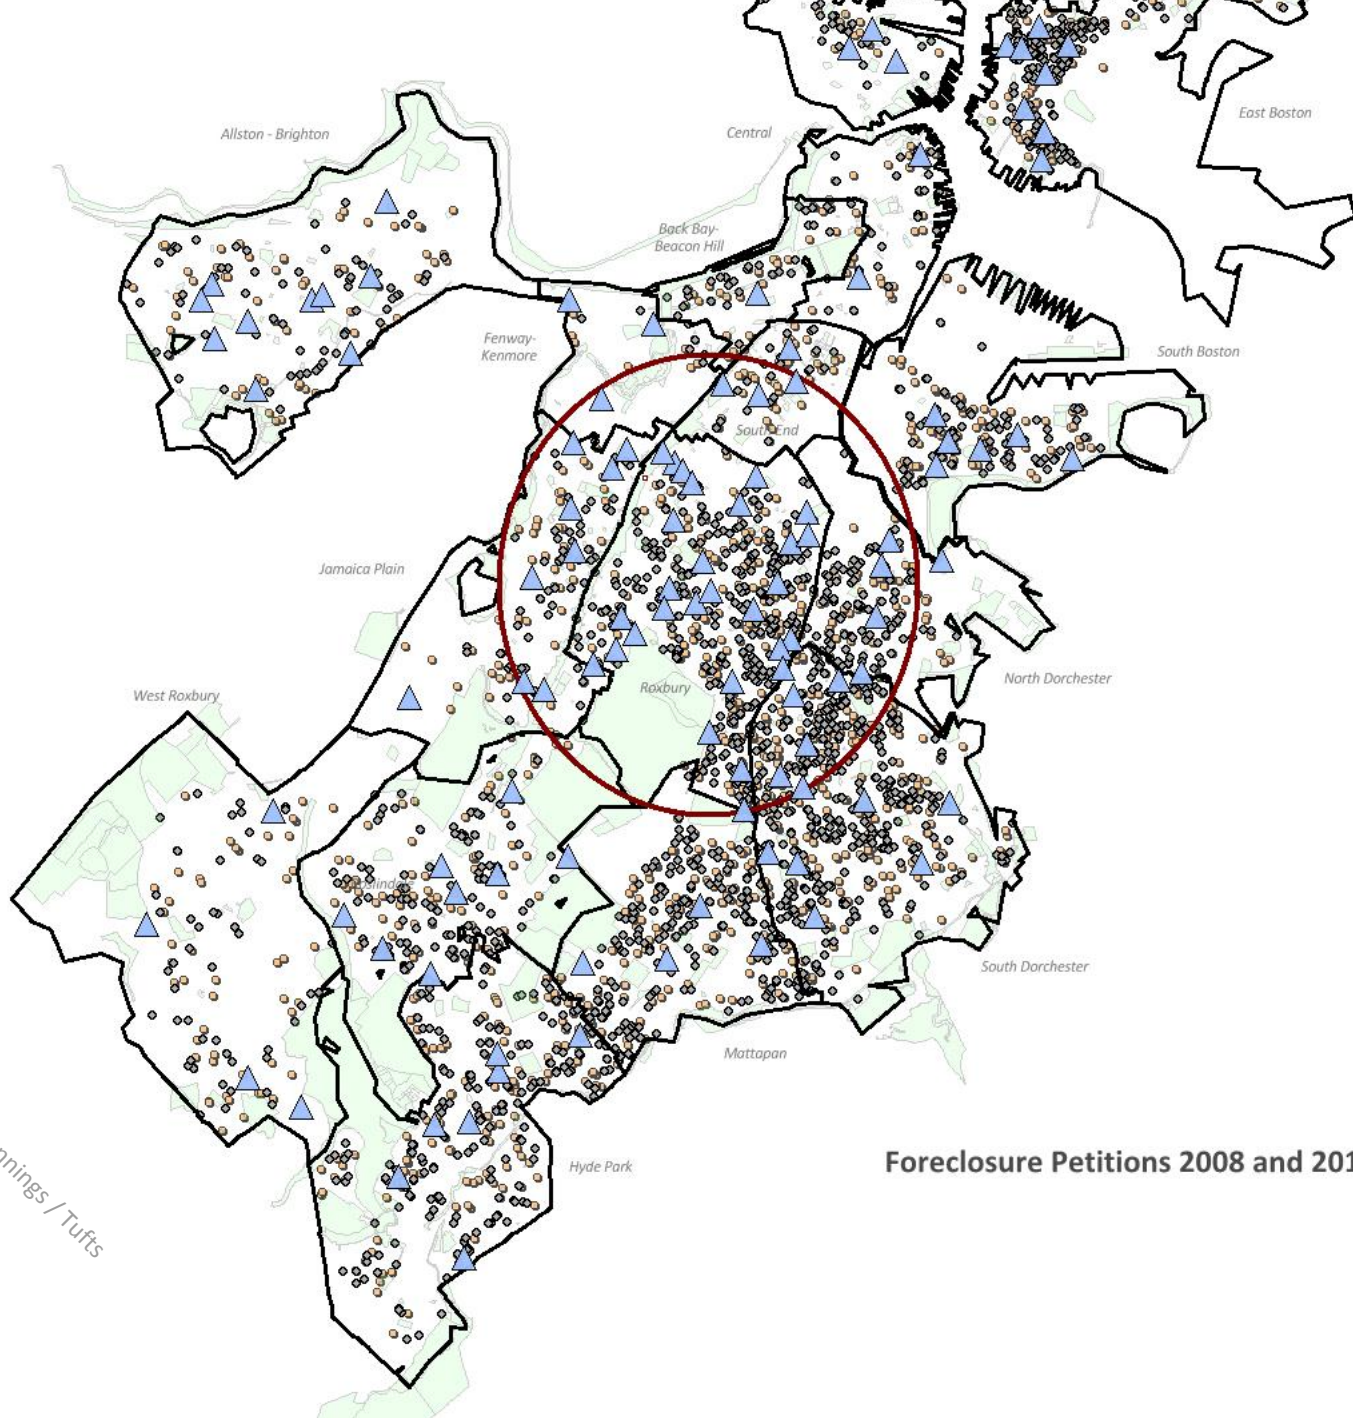 East Boston
Allston - Brighton
Central
Back Bay-
Beacon Hill
Fenway-
Kenmore
South Boston
South End
Jamaica Plain
North Dorchester
Roxbury
West Roxbury
South Dorchester
Mattapan
Foreclosure Petitions 2008 and 201
Hyde Park
Tufts